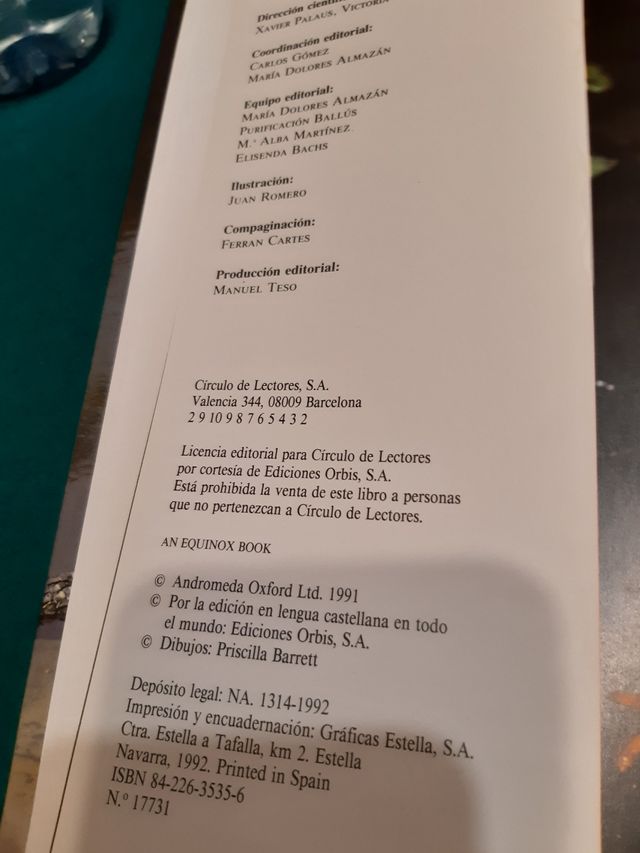 Dirección
XAVIER PALAUS, VICTORIA
Coordinación editorial:
CARLOS GÓMEZ
MARÍA DOLORES ALMAZÁN
Equipo editorial:
MARÍA DOLORES ALMAZÁN
PURIFICACIÓN BALLÚS
M.ª ALBA MARTÍNEZ
ELISENDA BACHS
Ilustración:
JUAN ROMERO
Compaginación:
FERRAN CARTES
Producción editorial:
MANUEL TESO
Círculo de Lectores, S.A.
Valencia 344, 08009 Barcelona
2 9 10 9 8 7 6 5 4 3 2
Licencia editorial para Círculo de Lectores
por cortesía de Ediciones Orbis, S.A.
Está prohibida la venta de este libro a personas
que no pertenezcan a Círculo de Lectores.
AN EQUINOX BOOK
© Andromeda Oxford Ltd. 1991
© Por la edición en lengua castellana en todo
el mundo: Ediciones Orbis, S.A.
© Dibujos: Priscilla Barrett
Depósito legal: NA. 1314-1992
Impresión y encuadernación: Gráficas Estella, S.A.
Ctra. Estella a Tafalla, km 2. Estella
Navarra, 1992. Printed in Spain
ISBN 84-226-3535-6
N.º 17731